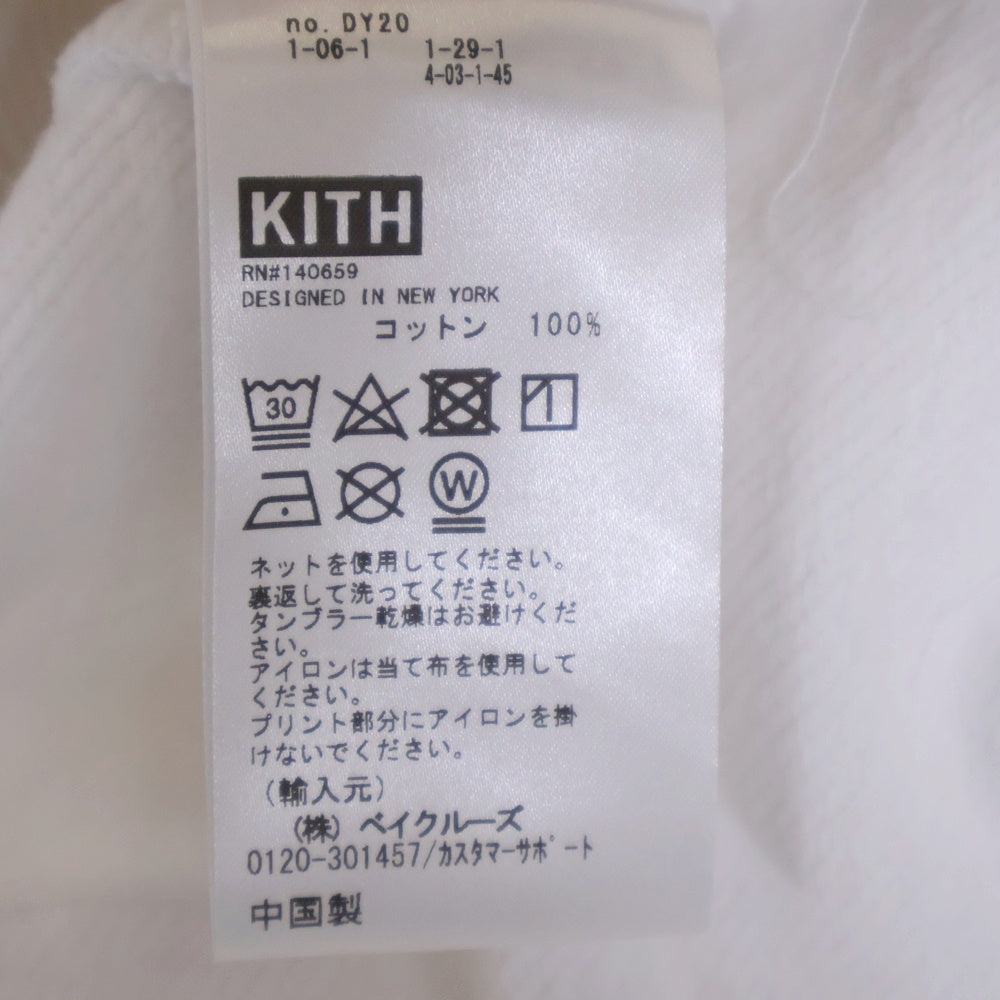 no. DY20
1-06-1 1-29-1
4-03-1-45
KITH
RN#140659
DESIGNED IN NEW YORK
コットン 100%
30
W
ネットを使用してください。
裏返して洗ってください。
タンブラー乾燥はお避けくだ
さい。
アイロンは当て布を使用して
ください。
プリント部分にアイロンを掛
けないでください。
(輸入元)
(株) ベイクルーズ
0120-301457/カスタマーサポート
中国製